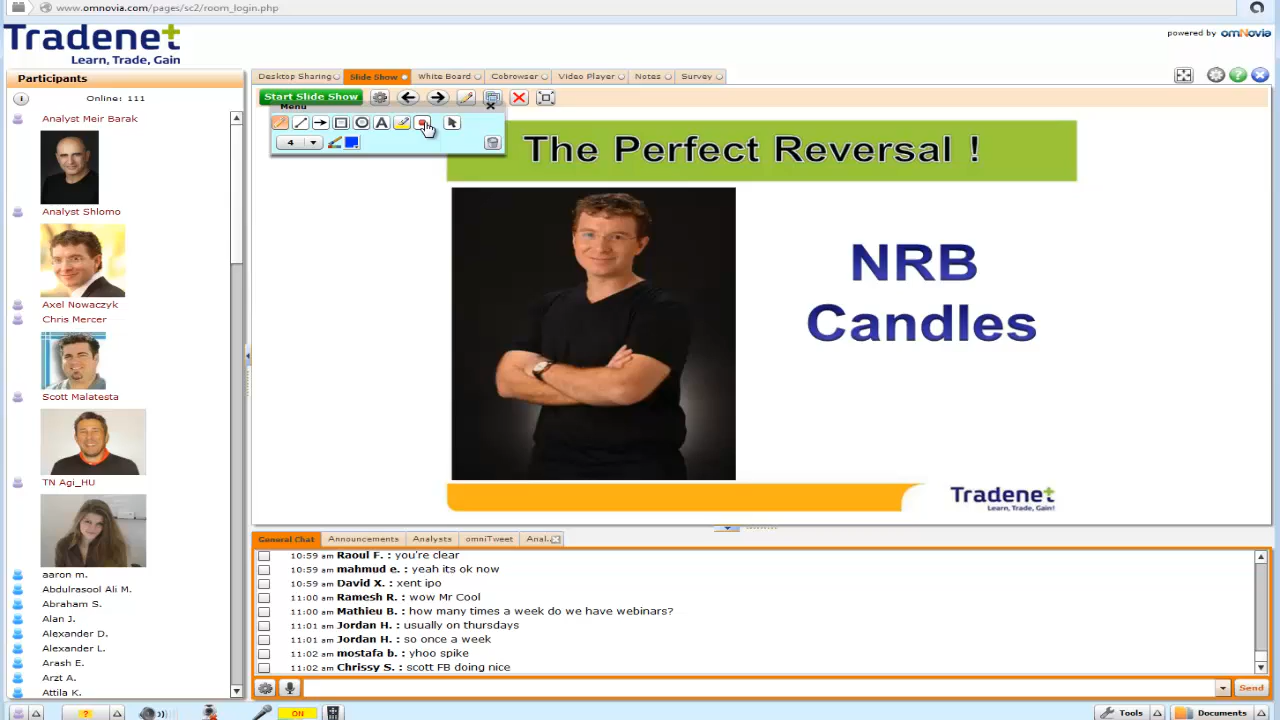 www.omnovia.com/pages/sc2/room_login.php
Tradenet
Learn, Trade, Gain
powered by omNovia
Participants
Online: 111
Analyst Meir Barak
Analyst Shlomo
Axel Nowaczyk
Chris Mercer
Scott Malatesta
TN Agi_HU
aaron m.
Abdulrasool Ali M.
Abraham S.
Alan J.
Alexander D.
Alexander L.
Arash E.
Arzt A.
Attila K.
Desktop Sharing
Slide Show
White Board
Cobrowser
Video Player
Notes
Survey
Start Slide Show
Menu
A
4
The Perfect Reversal !
NRB
Candles
Tradenet
Learn, Trade, Gain!
General Chat
Announcements
Analysts
omniTweet
Anal...
10:59 am Raoul F. : you're clear
10:59 am mahmud e. : yeah its ok now
10:59 am David X. : xent ipo
11:00 am Ramesh R. : wow Mr Cool
11:00 am Mathieu B. : how many times a week do we have webinars?
11:01 am Jordan H. : usually on thursdays
11:01 am Jordan H. : so once a week
11:02 am mostafa b. : yhoo spike
11:02 am Chrissy S. : scott FB doing nice
Send
?
ON
Tools
Documents